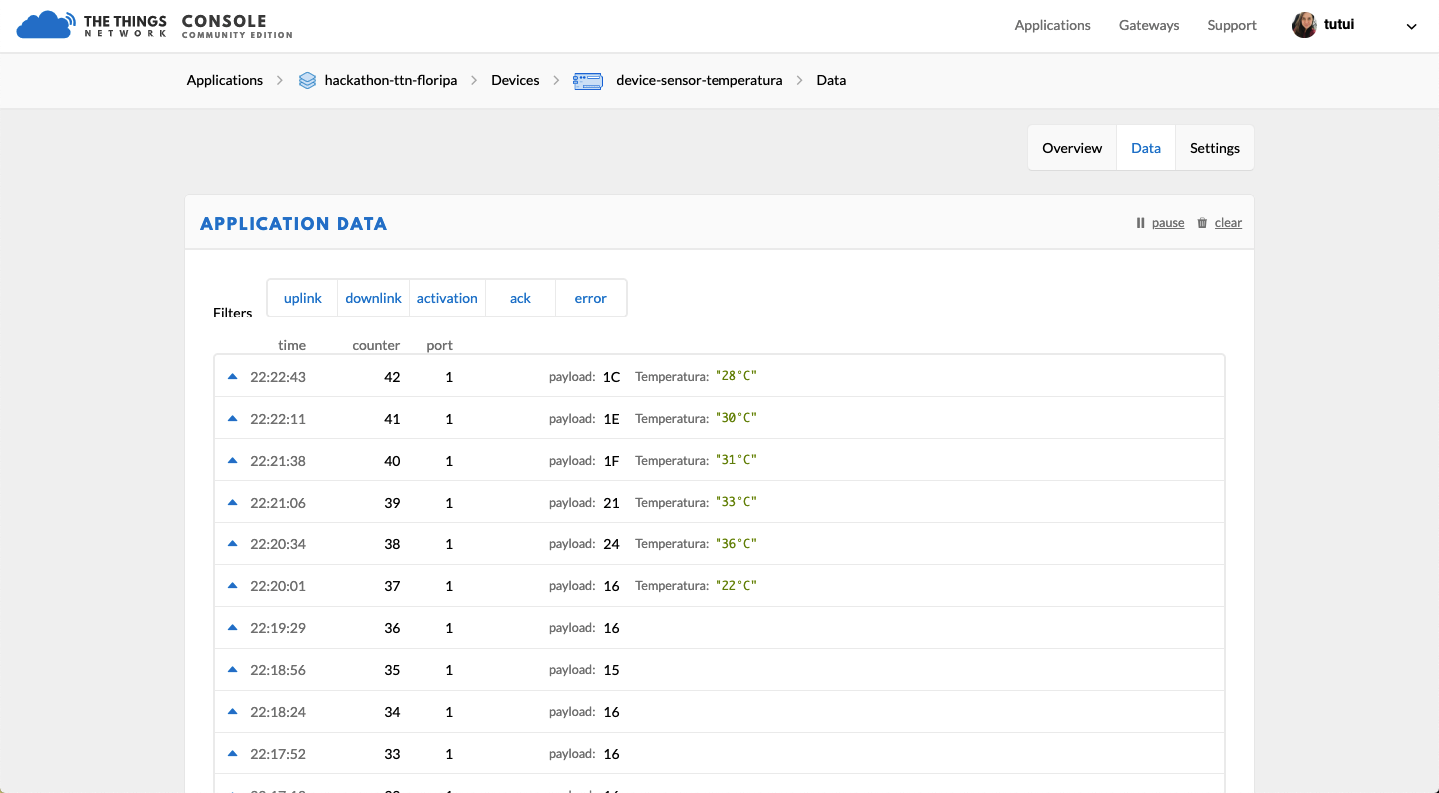 THE THINGS NETWORK CONSOLE COMMUNITY EDITION
Applications Gateways Support tutui
Applications hackathon-ttn-floripa Devices device-sensor-temperatura Data
Overview Data Settings
APPLICATION DATA pause clear
Filters uplink downlink activation ack error
time counter port
22:22:43 42 1 payload: 1C Temperatura: "28°C"
22:22:11 41 1 payload: 1E Temperatura: "30°C"
22:21:38 40 1 payload: 1F Temperatura: "31°C"
22:21:06 39 1 payload: 21 Temperatura: "33°C"
22:20:34 38 1 payload: 24 Temperatura: "36°C"
22:20:01 37 1 payload: 16 Temperatura: "22°C"
22:19:29 36 1 payload: 16
22:18:56 35 1 payload: 15
22:18:24 34 1 payload: 16
22:17:52 33 1 payload: 16